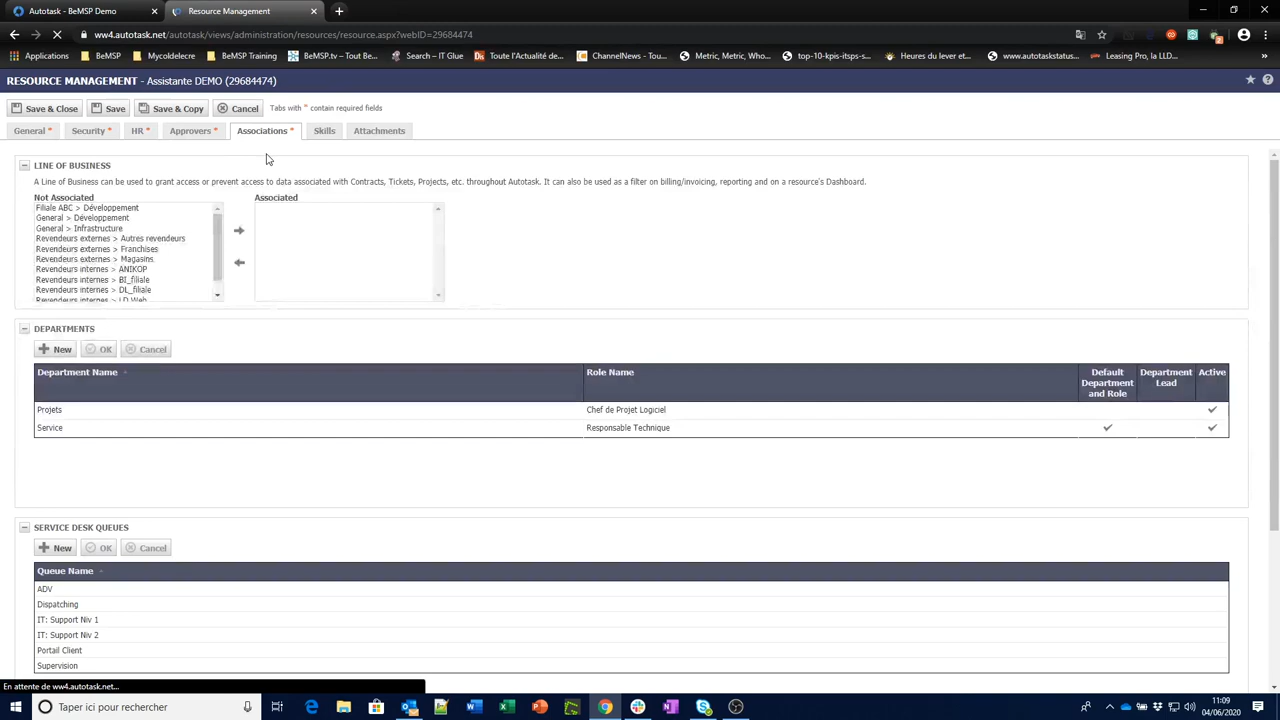 Autotask - BeMSP Demo
Resource Management
ww4.autotask.net/autotask/views/administration/resources/resource.aspx?webID=29684474
Applications
BeMSP
Mycoldelecre
BeMSP Training
BeMSP.tv – Tout Be...
Search – IT Glue
Toute l'Actualité d...
ChannelNews : Tou...
Metric, Metric, Who...
top-10-kpis-itsps-s...
Heures du lever et d...
www.autotaskstatus...
Leasing Pro, la LLD...
RESOURCE MANAGEMENT - Assistante DEMO (29684474)
Save & Close
Save
Save & Copy
Cancel
Tabs with * contain required fields
General *
Security *
HR *
Approvers *
Associations *
Skills
Attachments
LINE OF BUSINESS
A Line of Business can be used to grant access or prevent access to data associated with Contracts, Tickets, Projects, etc. throughout Autotask. It can also be used as a filter on billing/invoicing, reporting and on a resource's Dashboard.
Not Associated
Associated
Filiale ABC > Développement
General > Développement
General > Infrastructure
Revendeurs externes > Autres revendeurs
Revendeurs externes > Franchises
Revendeurs externes > Magasins
Revendeurs internes > ANIKOP
Revendeurs internes > BI_filiale
Revendeurs internes > DL_filiale
Revendeurs internes > LD Web
DEPARTMENTS
New
OK
Cancel
Department Name
Role Name
Default Department and Role
Department Lead
Active
Projets
Chef de Projet Logiciel
Service
Responsable Technique
SERVICE DESK QUEUES
New
OK
Cancel
Queue Name
ADV
Dispatching
IT: Support Niv 1
IT: Support Niv 2
Portail Client
Supervision
En attente de ww4.autotask.net...
Taper ici pour rechercher
11:09
04/06/2020